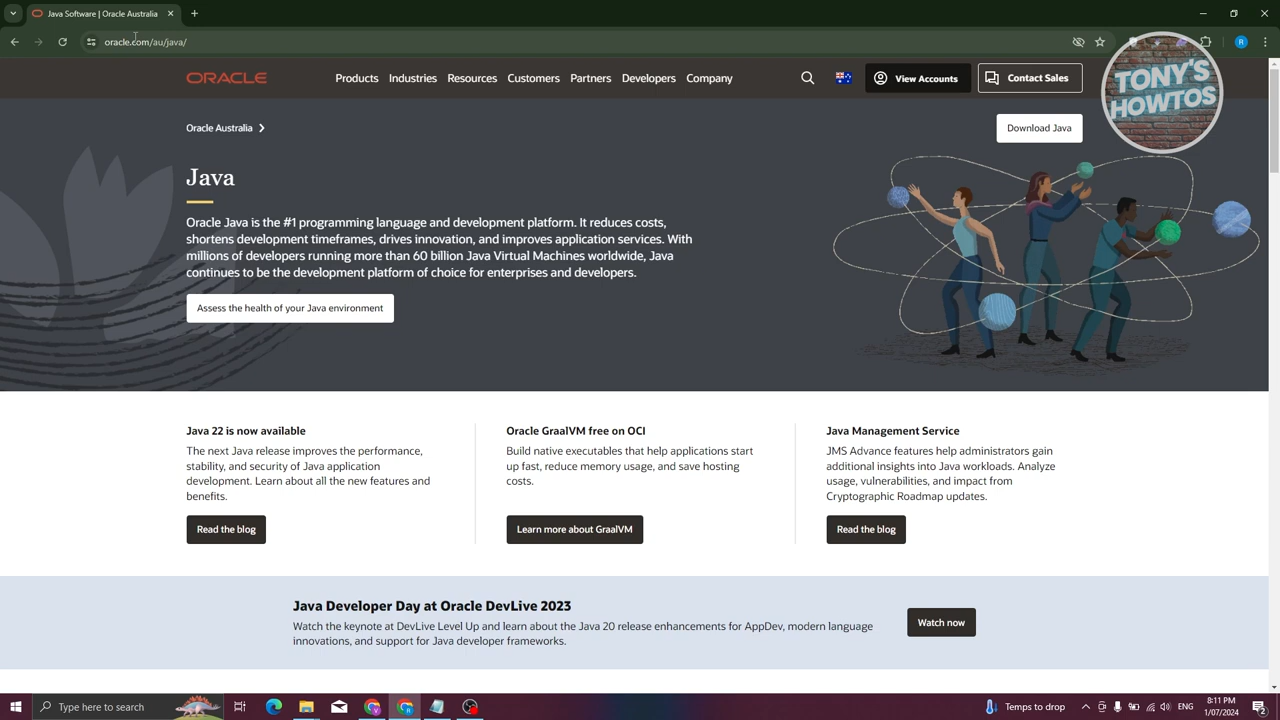 Java Software | Oracle Australia
oracle.com/au/java/
R
TONY'S
HOWTOS
ORACLE
Products Industries Resources Customers Partners Developers Company
View Accounts
Contact Sales
Oracle Australia
Download Java
Java
Oracle Java is the #1 programming language and development platform. It reduces costs,
shortens development timeframes, drives innovation, and improves application services. With
millions of developers running more than 60 billion Java Virtual Machines worldwide, Java
continues to be the development platform of choice for enterprises and developers.
Assess the health of your Java environment
Java 22 is now available
The next Java release improves the performance,
stability, and security of Java application
development. Learn about all the new features and
benefits.
Read the blog
Oracle GraalVM free on OCI
Build native executables that help applications start
up fast, reduce memory usage, and save hosting
costs.
Learn more about GraalVM
Java Management Service
JMS Advance features help administrators gain
additional insights into Java workloads. Analyze
usage, vulnerabilities, and impact from
Cryptographic Roadmap updates.
Read the blog
Java Developer Day at Oracle DevLive 2023
Watch the keynote at DevLive Level Up and learn about the Java 20 release enhancements for AppDev, modern language
innovations, and support for Java developer frameworks.
Watch now
Type here to search
Temps to drop
8:11 PM
1/07/2024
2